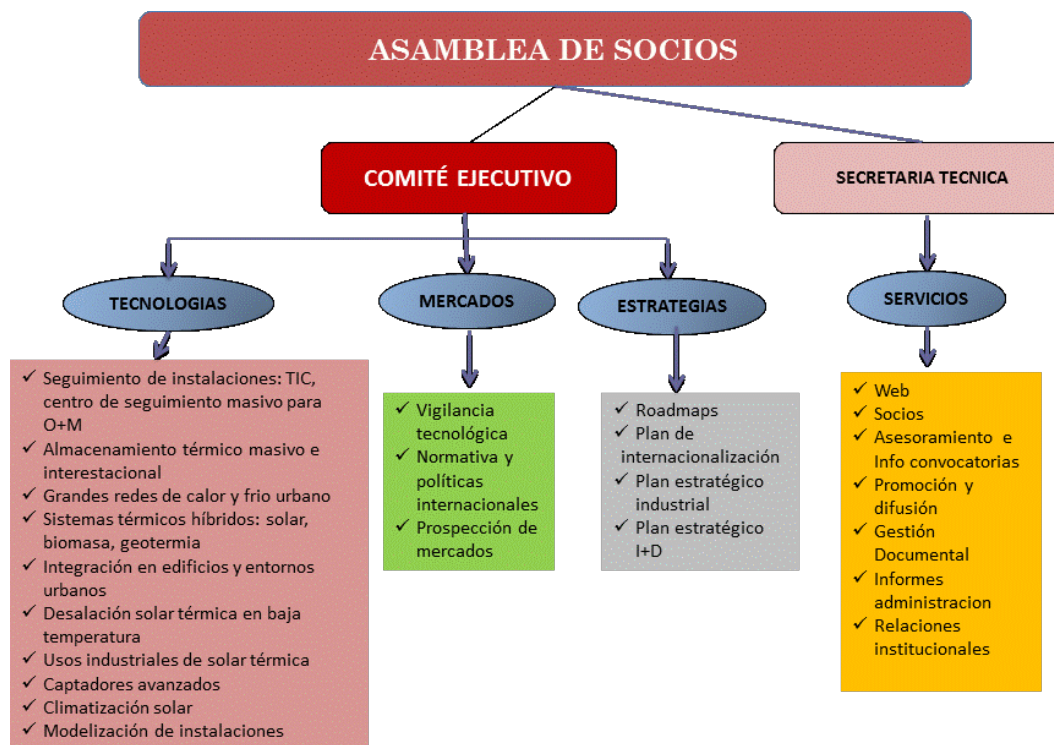 ASAMBLEA DE SOCIOS
COMITÉ EJECUTIVO
SECRETARIA TECNICA
TECNOLOGIAS
MERCADOS
ESTRATEGIAS
SERVICIOS
✓ Seguimiento de instalaciones: TIC,
centro de seguimiento masivo para
O+M
✓ Almacenamiento térmico masivo e
interestacional
✓ Grandes redes de calor y frio urbano
✓ Sistemas térmicos híbridos: solar,
biomasa, geotermia
✓ Integración en edificios y entornos
urbanos
✓ Desalación solar térmica en baja
temperatura
✓ Usos industriales de solar térmica
✓ Captadores avanzados
✓ Climatización solar
✓ Modelización de instalaciones
✓ Vigilancia
tecnológica
✓ Normativa y
políticas
internacionales
✓ Prospección de
mercados
✓ Roadmaps
✓ Plan de
internacionalización
✓ Plan estratégico
industrial
✓ Plan estratégico
I+D
✓ Web
✓ Socios
✓ Asesoramiento e
Info convocatorias
✓ Promoción y
difusión
✓ Gestión
Documental
✓ Informes
administracion
✓ Relaciones
institucionales